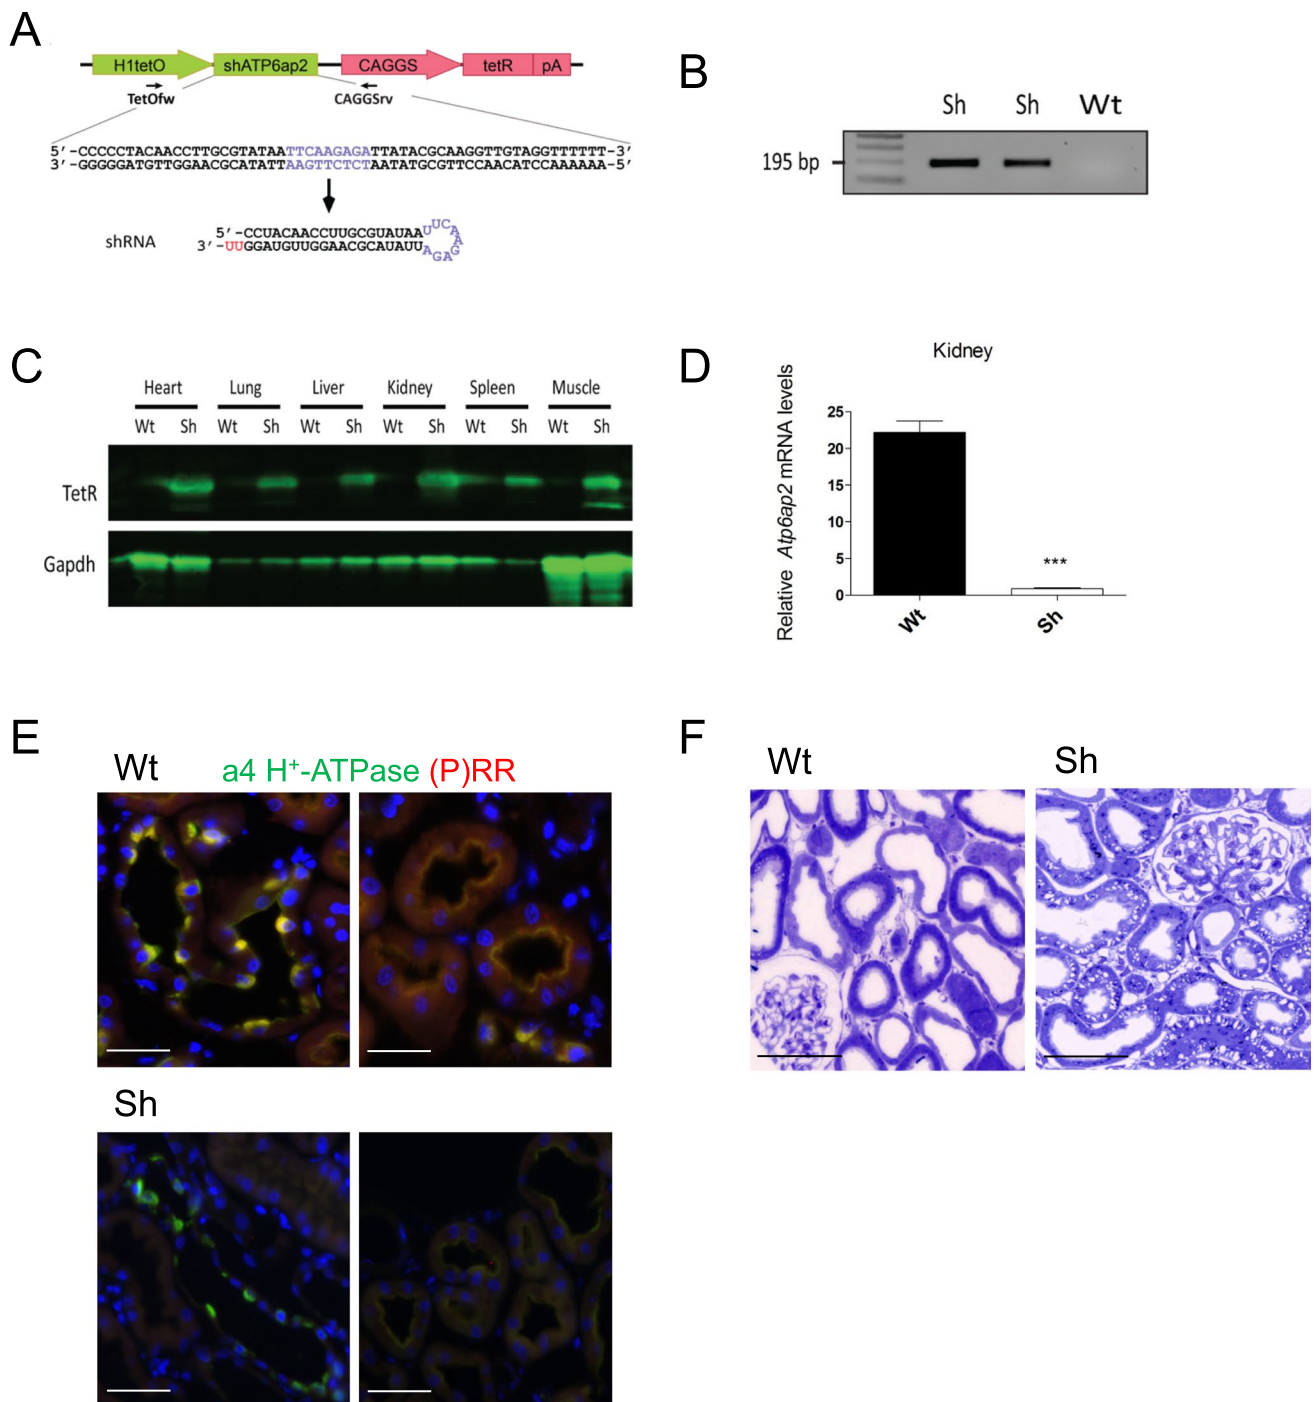 A
H1tetO shATP6ap2 CAGGS tetR pA
TetOfw CAGGSrv
5′-CCCCCTACAACCTTGCGTATAATTCAAGAGATTATACGCAAGGTTGTAGGTTTTTT-3′
3′-GGGGGATGTTGGAACGCATATTAAGTTCTCTAATATGCGTTCCAACATCCAAAAAA-5′
shRNA
5′-CCUACAACCUUGCGUAUAAUUCAAGAGA
3′-UUGGAUGUUGGAACGCAUAUU
B
Sh Sh Wt
195 bp
C
Heart Lung Liver Kidney Spleen Muscle
Wt Sh Wt Sh Wt Sh Wt Sh Wt Sh Wt Sh
TetR
Gapdh
D
Kidney
Relative Atp6ap2 mRNA levels
25
20
15
10
5
0
***
Wt Sh
E
Wt a4 H⁺-ATPase (P)RR
Sh
F
Wt Sh